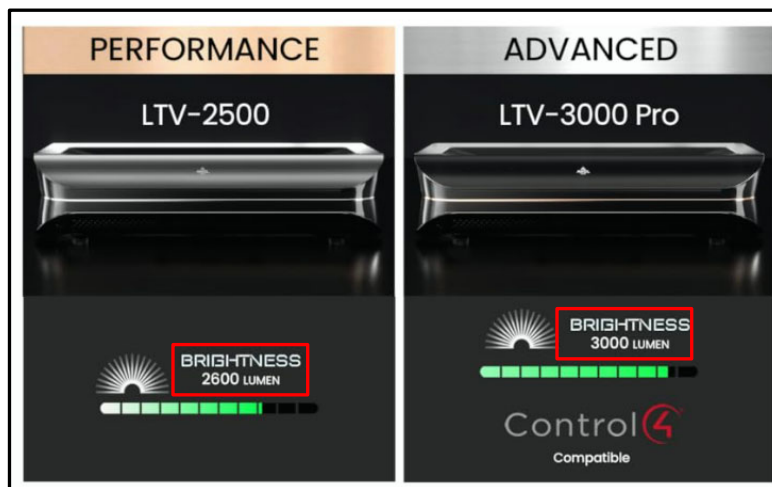 PERFORMANCE
LTV-2500
BRIGHTNESS
2600 LUMEN
ADVANCED
LTV-3000 Pro
BRIGHTNESS
3000 LUMEN
Control4
Compatible